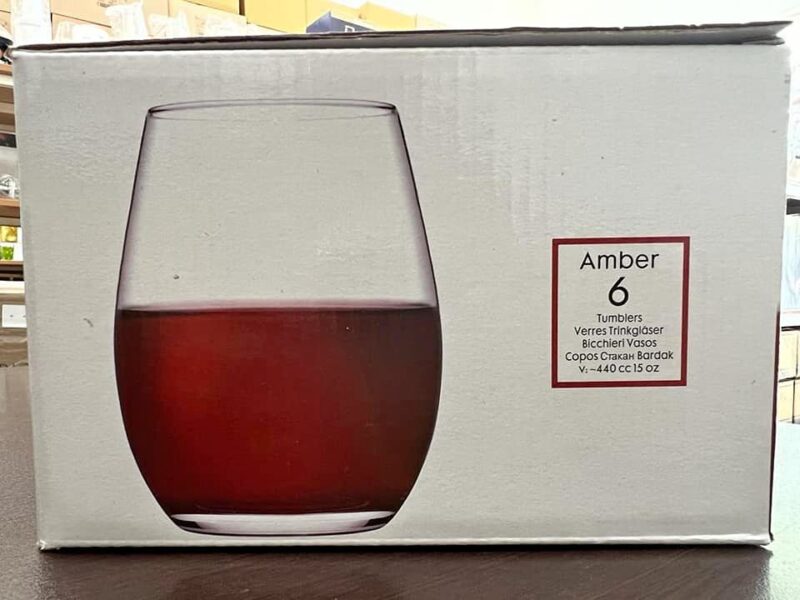 Amber
6
Tumblers
Verres Trinkgläser
Bicchieri Vasos
Copos Стакан Bardak
V: ~440 cc 15 oz